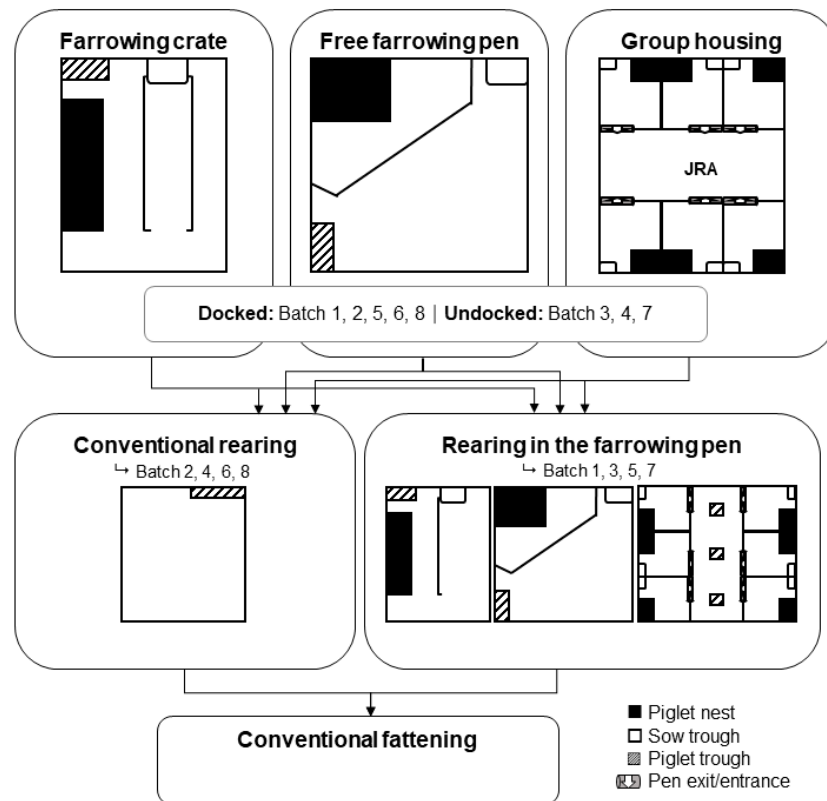 Farrowing crate
Free farrowing pen
Group housing
JRA
Docked: Batch 1, 2, 5, 6, 8 | Undocked: Batch 3, 4, 7
Conventional rearing
↳ Batch 2, 4, 6, 8
Rearing in the farrowing pen
↳ Batch 1, 3, 5, 7
Conventional fattening
Piglet nest
Sow trough
Piglet trough
Pen exit/entrance